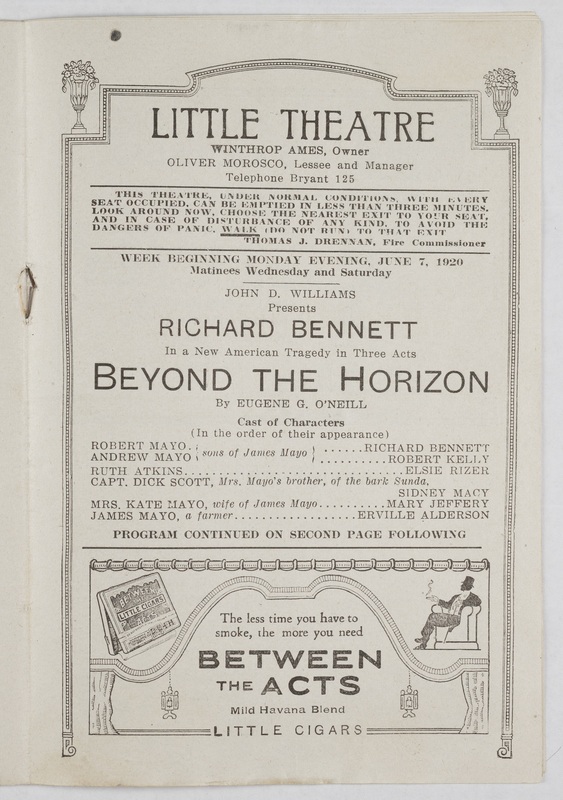 LITTLE THEATRE
WINTHROP AMES, Owner
OLIVER MOROSCO, Lessee and Manager
Telephone Bryant 125
THIS THEATRE, UNDER NORMAL CONDITIONS, WITH EVERY
SEAT OCCUPIED, CAN BE EMPTIED IN LESS THAN THREE MINUTES.
LOOK AROUND NOW, CHOOSE THE NEAREST EXIT TO YOUR SEAT,
AND IN CASE OF DISTURBANCE OF ANY KIND, TO AVOID THE
DANGERS OF PANIC, WALK (DO NOT RUN) TO THAT EXIT
THOMAS J. DRENNAN, Fire Commissioner
WEEK BEGINNING MONDAY EVENING, JUNE 7, 1920
Matinees Wednesday and Saturday
JOHN D. WILLIAMS
Presents
RICHARD BENNETT
In a New American Tragedy in Three Acts
BEYOND THE HORIZON
By EUGENE G. O'NEILL
Cast of Characters
(In the order of their appearance)
ROBERT MAYO. } sons of James Mayo { ......RICHARD BENNETT
ANDREW MAYO ..........ROBERT KELLY
RUTH ATKINS.......................................ELSIE RIZER
CAPT. DICK SCOTT, Mrs. Mayo's brother, of the bark Sunda,
SIDNEY MACY
MRS. KATE MAYO, wife of James Mayo..........MARY JEFFERY
JAMES MAYO, a farmer.................ERVILLE ALDERSON
PROGRAM CONTINUED ON SECOND PAGE FOLLOWING
BETWEEN
LITTLE CIGARS
The less time you have to
smoke, the more you need
BETWEEN
THE ACTS
Mild Havana Blend
LITTLE CIGARS